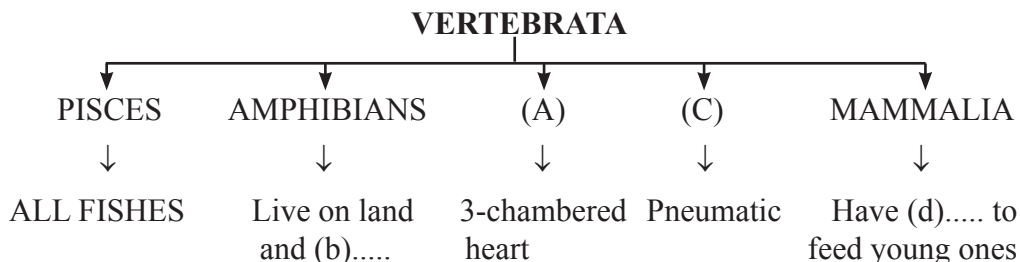 VERTEBRATA
PISCES AMPHIBIANS (A) (C) MAMMALIA
ALL FISHES Live on land 3-chambered Pneumatic Have (d)..... to
and (b)..... heart feed young ones